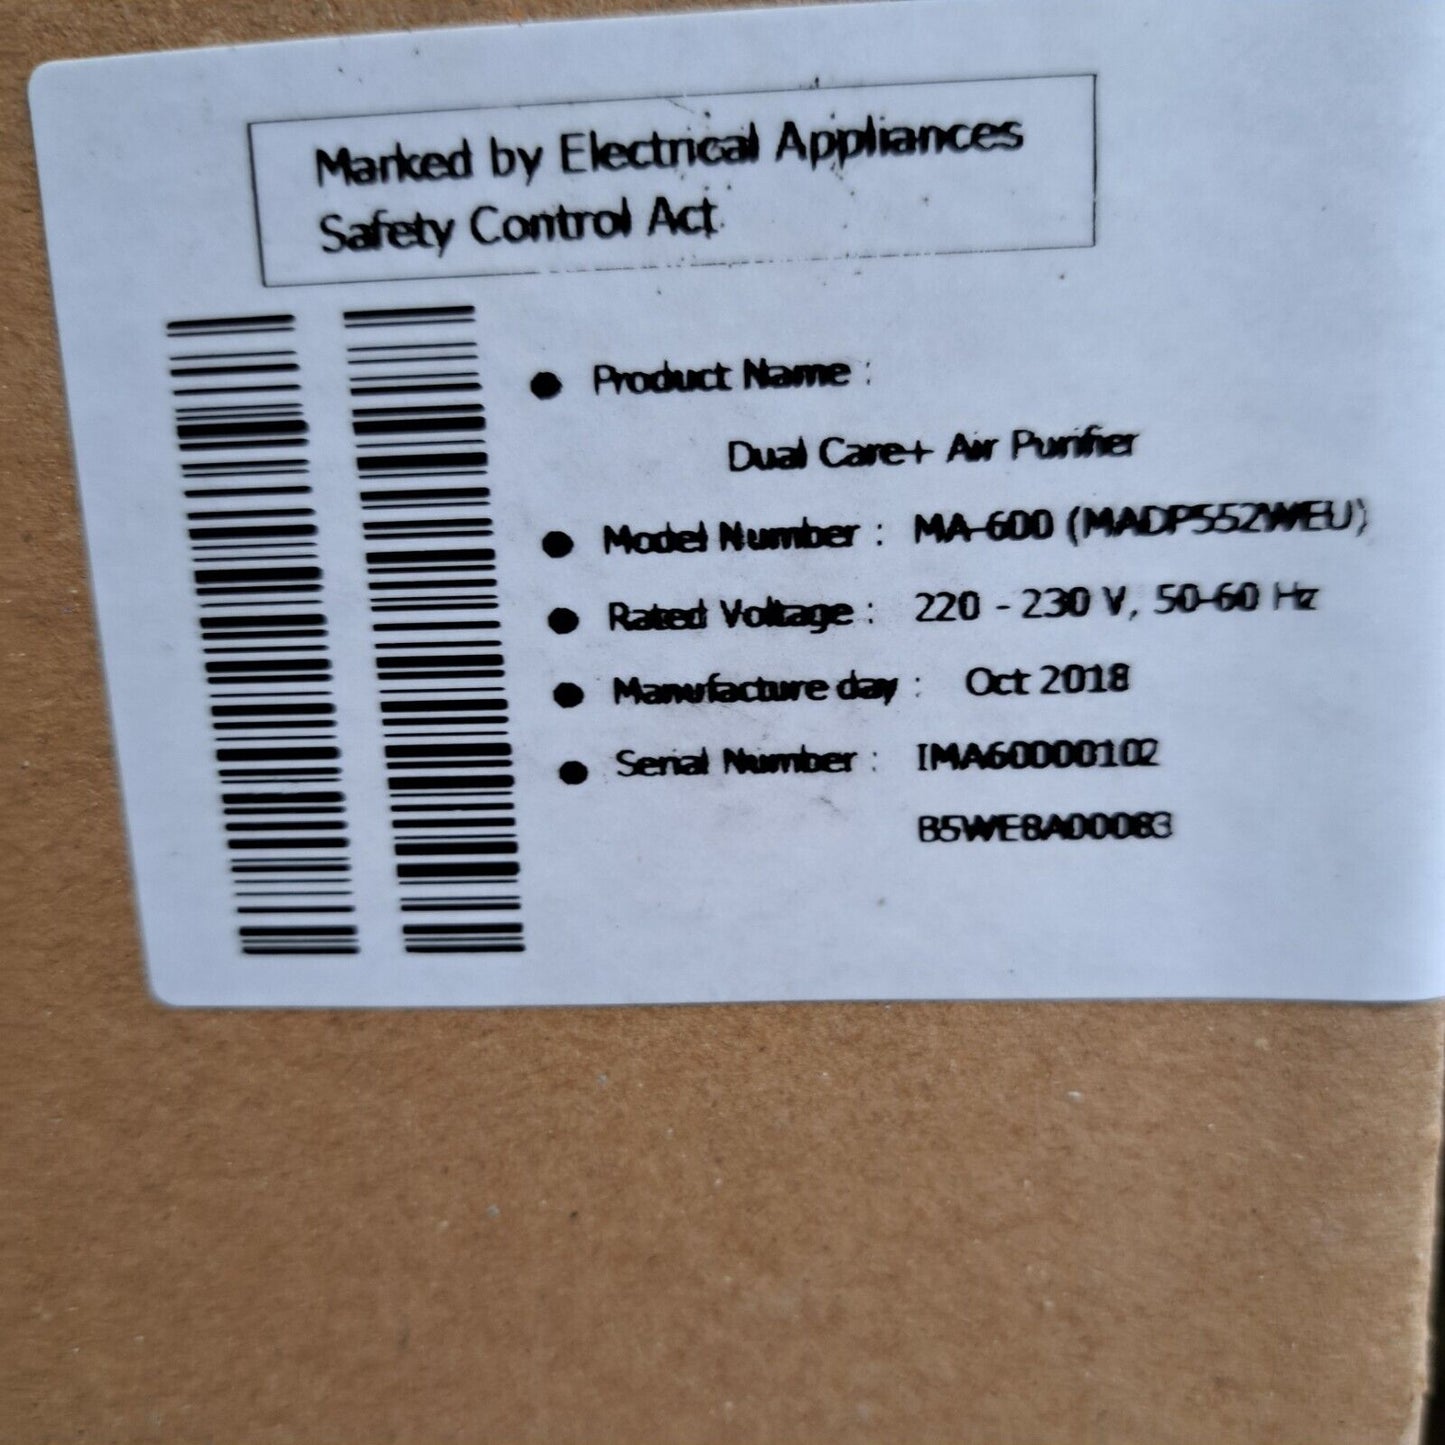 Marked by Electrical Appliances
Safety Control Act.
● Product Name :
Dual Care+ Air Purifier
● Model Number : MA-600 (MADP552WEU)
● Rated Voltage : 220 - 230 V, 50-60 Hz
● Manufacture day : Oct 2018
● Serial Number : IMA60000102
B5WE8A00083